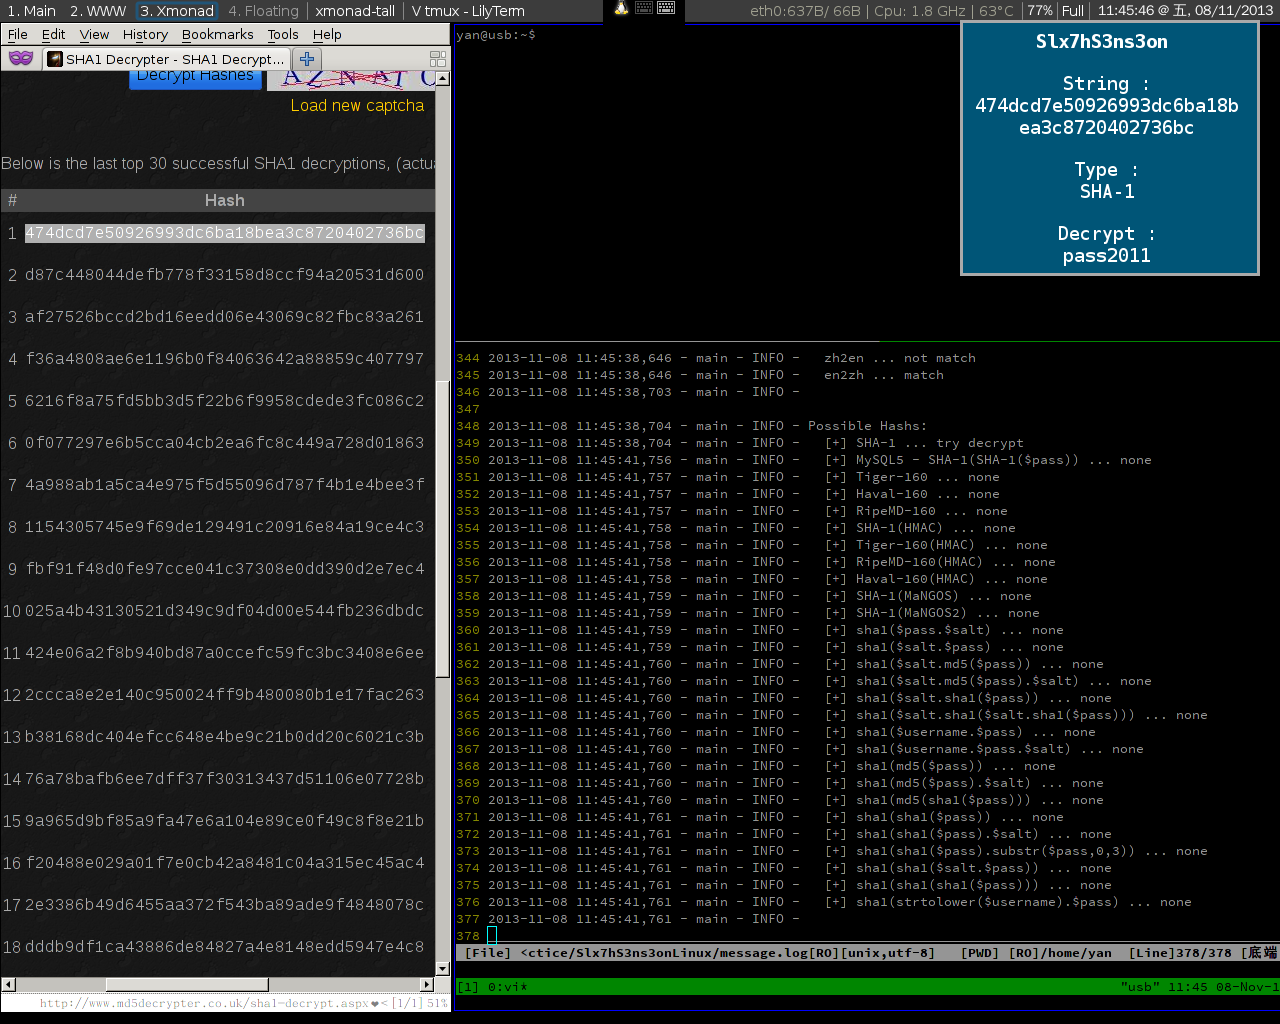 1. Main 2. WWW 3. Xmonad 4. Floating xmonad-tall V tmux - LilyTerm
eth0:637B/ 66B | Cpu: 1.8 GHz | 63°C |77%|Full | 11:45:46 @ 五, 08/11/2013
File Edit View History Bookmarks Tools Help
SHA1 Decrypter - SHA1 Decrypt...
Decrypt Hashes
Load new captcha
Below is the last top 30 successful SHA1 decryptions, (actua
# Hash
1 474dcd7e50926993dc6ba18bea3c8720402736bc
2 d87c448044defb778f33158d8ccf94a20531d600
3 af27526bccd2bd16eedd06e43069c82fbc83a261
4 f36a4808ae6e1196b0f84063642a88859c407797
5 6216f8a75fd5bb3d5f22b6f9958cdede3fc086c2
6 0f077297e6b5cca04cb2ea6fc8c449a728d01863
7 4a988ab1a5ca4e975f5d55096d787f4b1e4bee3f
8 1154305745e9f69de129491c20916e84a19ce4c3
9 fbf91f48d0fe97cce041c37308e0dd390d2e7ec4
10 025a4b43130521d349c9df04d00e544fb236dbdc
11 424e06a2f8b940bd87a0ccefc59fc3bc3408e6ee
12 2ccca8e2e140c950024ff9b480080b1e17fac263
13 b38168dc404efcc648e4be9c21b0dd20c6021c3b
14 76a78bafb6ee7dff37f30313437d51106e07728b
15 9a965d9bf85a9fa47e6a104e89ce0f49c8f8e21b
16 f20488e029a01f7e0cb42a8481c04a315ec45ac4
17 2e3386b49d6455aa372f543ba89ade9f4848078c
18 dddb9df1ca43886de84827a4e8148edd5947e4c8
http://www.md5decrypter.co.uk/sha1-decrypt.aspx❤< [1/1] 51%
yan@usb:~$
Slx7hS3ns3on
String :
474dcd7e50926993dc6ba18b
ea3c8720402736bc
Type :
SHA-1
Decrypt :
pass2011
344 2013-11-08 11:45:38,646 - main - INFO -   zh2en ... not match
345 2013-11-08 11:45:38,646 - main - INFO -   en2zh ... match
346 2013-11-08 11:45:38,703 - main - INFO -
347
348 2013-11-08 11:45:38,704 - main - INFO - Possible Hashs:
349 2013-11-08 11:45:38,704 - main - INFO -   [+] SHA-1 ... try decrypt
350 2013-11-08 11:45:41,756 - main - INFO -   [+] MySQL5 - SHA-1(SHA-1($pass)) ... none
351 2013-11-08 11:45:41,757 - main - INFO -   [+] Tiger-160 ... none
352 2013-11-08 11:45:41,757 - main - INFO -   [+] Haval-160 ... none
353 2013-11-08 11:45:41,757 - main - INFO -   [+] RipeMD-160 ... none
354 2013-11-08 11:45:41,758 - main - INFO -   [+] SHA-1(HMAC) ... none
355 2013-11-08 11:45:41,758 - main - INFO -   [+] Tiger-160(HMAC) ... none
356 2013-11-08 11:45:41,758 - main - INFO -   [+] RipeMD-160(HMAC) ... none
357 2013-11-08 11:45:41,758 - main - INFO -   [+] Haval-160(HMAC) ... none
358 2013-11-08 11:45:41,759 - main - INFO -   [+] SHA-1(MaNGOS) ... none
359 2013-11-08 11:45:41,759 - main - INFO -   [+] SHA-1(MaNGOS2) ... none
360 2013-11-08 11:45:41,759 - main - INFO -   [+] sha1($pass.$salt) ... none
361 2013-11-08 11:45:41,759 - main - INFO -   [+] sha1($salt.$pass) ... none
362 2013-11-08 11:45:41,760 - main - INFO -   [+] sha1($salt.md5($pass)) ... none
363 2013-11-08 11:45:41,760 - main - INFO -   [+] sha1($salt.md5($pass).$salt) ... none
364 2013-11-08 11:45:41,760 - main - INFO -   [+] sha1($salt.sha1($pass)) ... none
365 2013-11-08 11:45:41,760 - main - INFO -   [+] sha1($salt.sha1($salt.sha1($pass))) ... none
366 2013-11-08 11:45:41,760 - main - INFO -   [+] sha1($username.$pass) ... none
367 2013-11-08 11:45:41,760 - main - INFO -   [+] sha1($username.$pass.$salt) ... none
368 2013-11-08 11:45:41,760 - main - INFO -   [+] sha1(md5($pass)) ... none
369 2013-11-08 11:45:41,760 - main - INFO -   [+] sha1(md5($pass).$salt) ... none
370 2013-11-08 11:45:41,760 - main - INFO -   [+] sha1(md5(sha1($pass))) ... none
371 2013-11-08 11:45:41,761 - main - INFO -   [+] sha1(sha1($pass)) ... none
372 2013-11-08 11:45:41,761 - main - INFO -   [+] sha1(sha1($pass).$salt) ... none
373 2013-11-08 11:45:41,761 - main - INFO -   [+] sha1(sha1($pass).substr($pass,0,3)) ... none
374 2013-11-08 11:45:41,761 - main - INFO -   [+] sha1(sha1($salt.$pass)) ... none
375 2013-11-08 11:45:41,761 - main - INFO -   [+] sha1(sha1(sha1($pass))) ... none
376 2013-11-08 11:45:41,761 - main - INFO -   [+] sha1(strtolower($username).$pass) ... none
377 2013-11-08 11:45:41,761 - main - INFO -
378
[File] <ctice/Slx7hS3ns3onLinux/message.log[RO][unix,utf-8]   [PWD] [RO]/home/yan  [Line]378/378 [底端
[1] 0:vi* "usb" 11:45 08-Nov-1